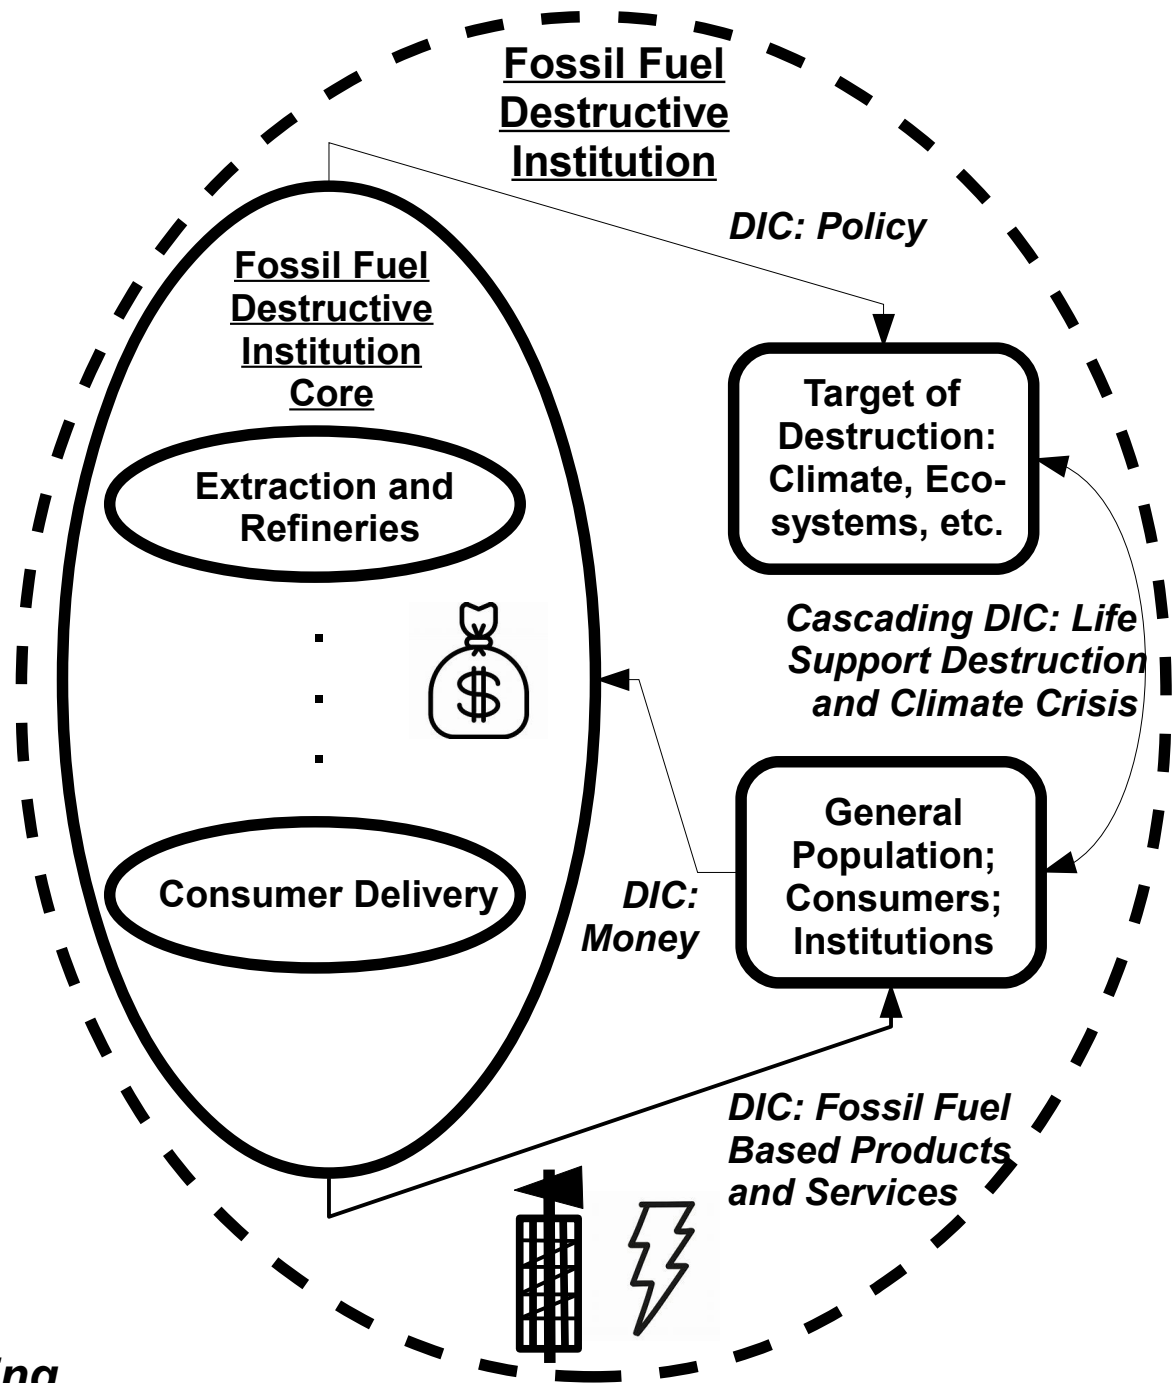 Fossil Fuel
Destructive
Institution
DIC: Policy
Fossil Fuel
Destructive
Institution
Core
Target of
Destruction:
Climate, Eco-
systems, etc.
Extraction and
Refineries
$
Cascading DIC: Life
Support Destruction
and Climate Crisis
General
Population;
Consumers;
Institutions
Consumer Delivery
DIC:
Money
DIC: Fossil Fuel
Based Products
and Services